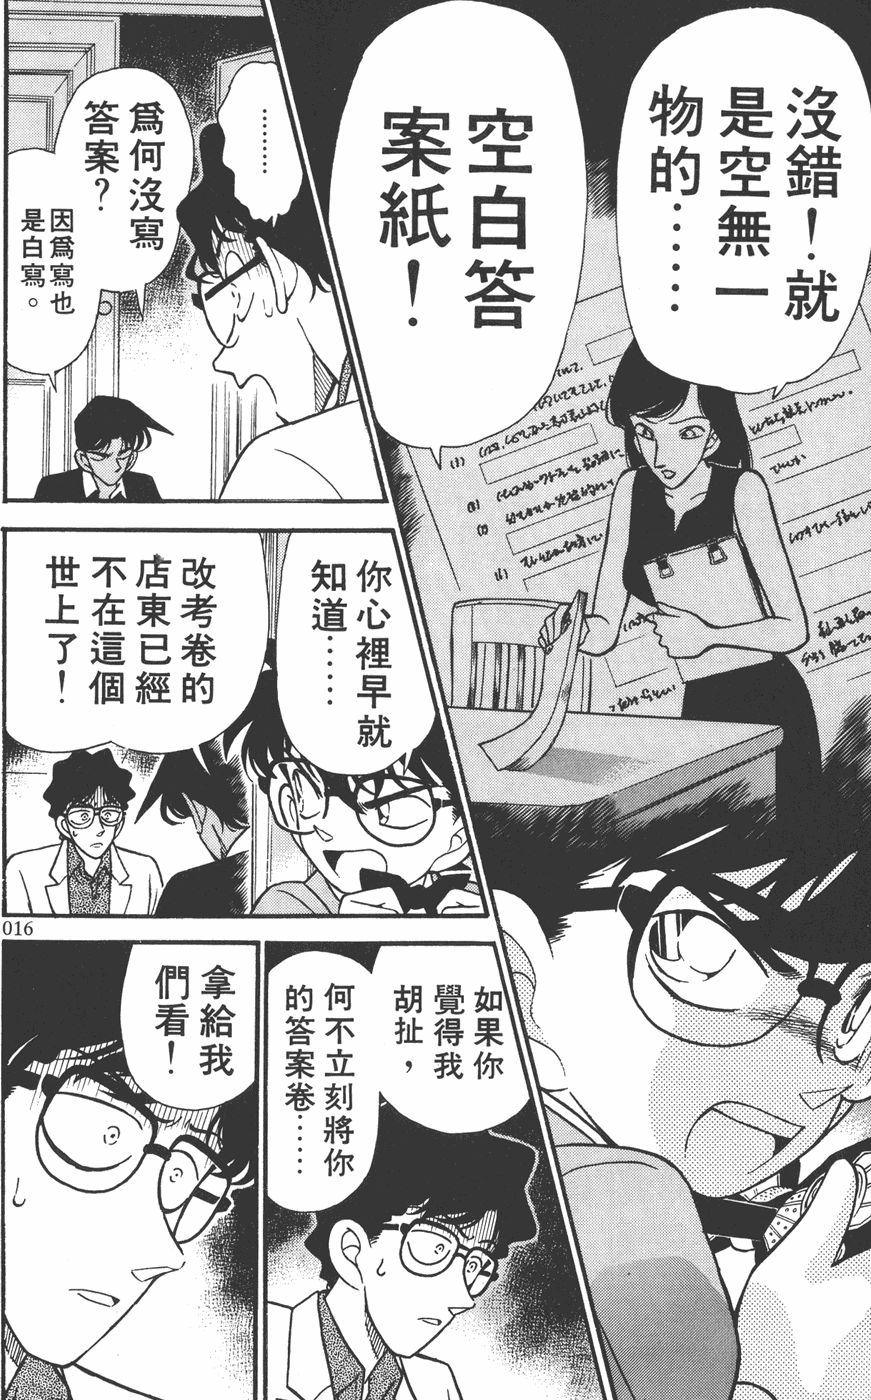 沒錯！就
是空無一
物的……
空白答
案紙！
………
爲何沒寫
答案？
因爲寫也
是白寫。
你心裡早就
知道……
改考卷的
店東已經
不在這個
世上了！
如果你
覺得我
胡扯，
何不立刻將你
的答案卷……
拿給我
們看！
016